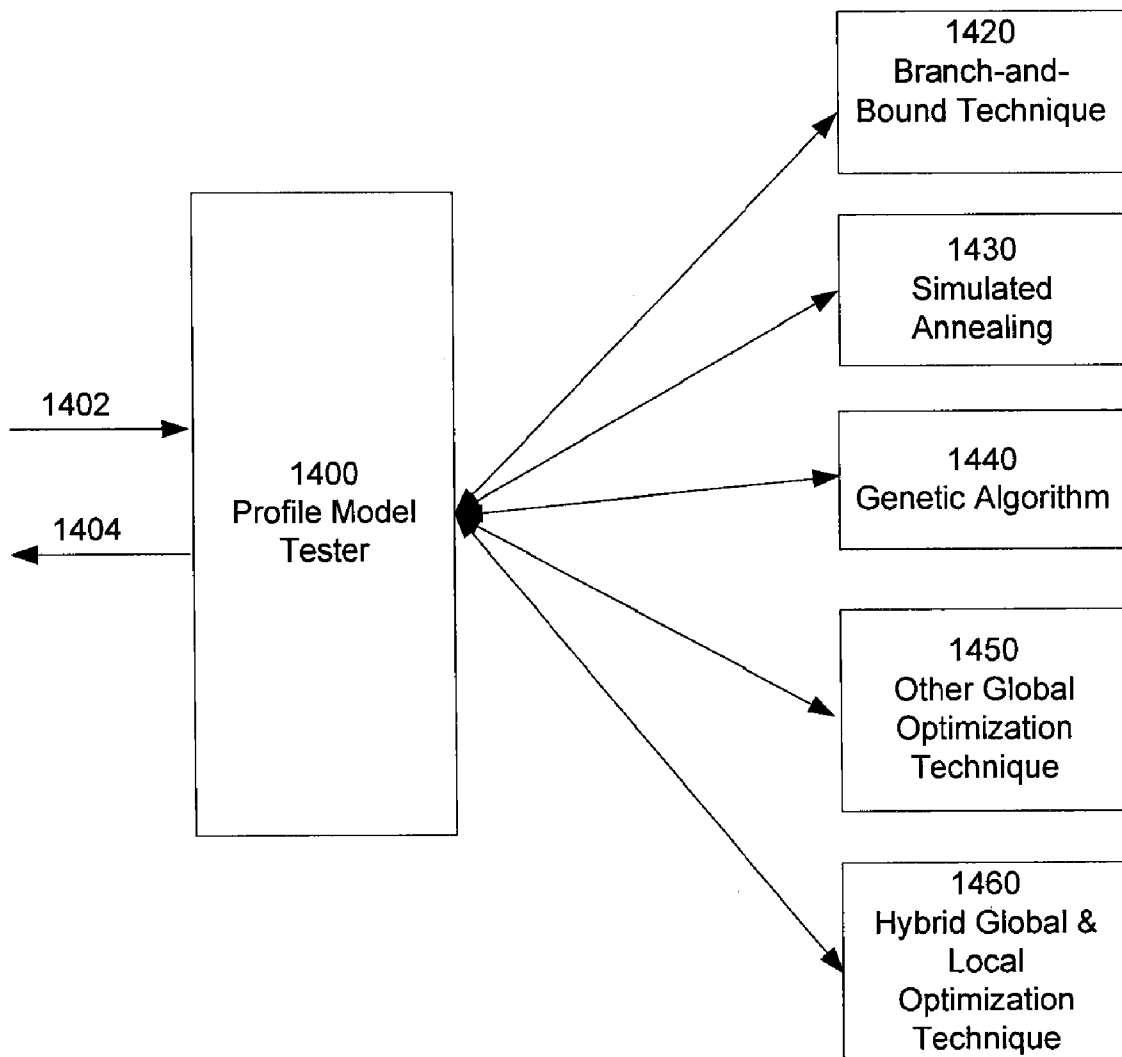 1402
1404
1400
Profile Model
Tester
1420
Branch-and-
Bound Technique
1430
Simulated
Annealing
1440
Genetic Algorithm
1450
Other Global
Optimization
Technique
1460
Hybrid Global &
Local
Optimization
Technique